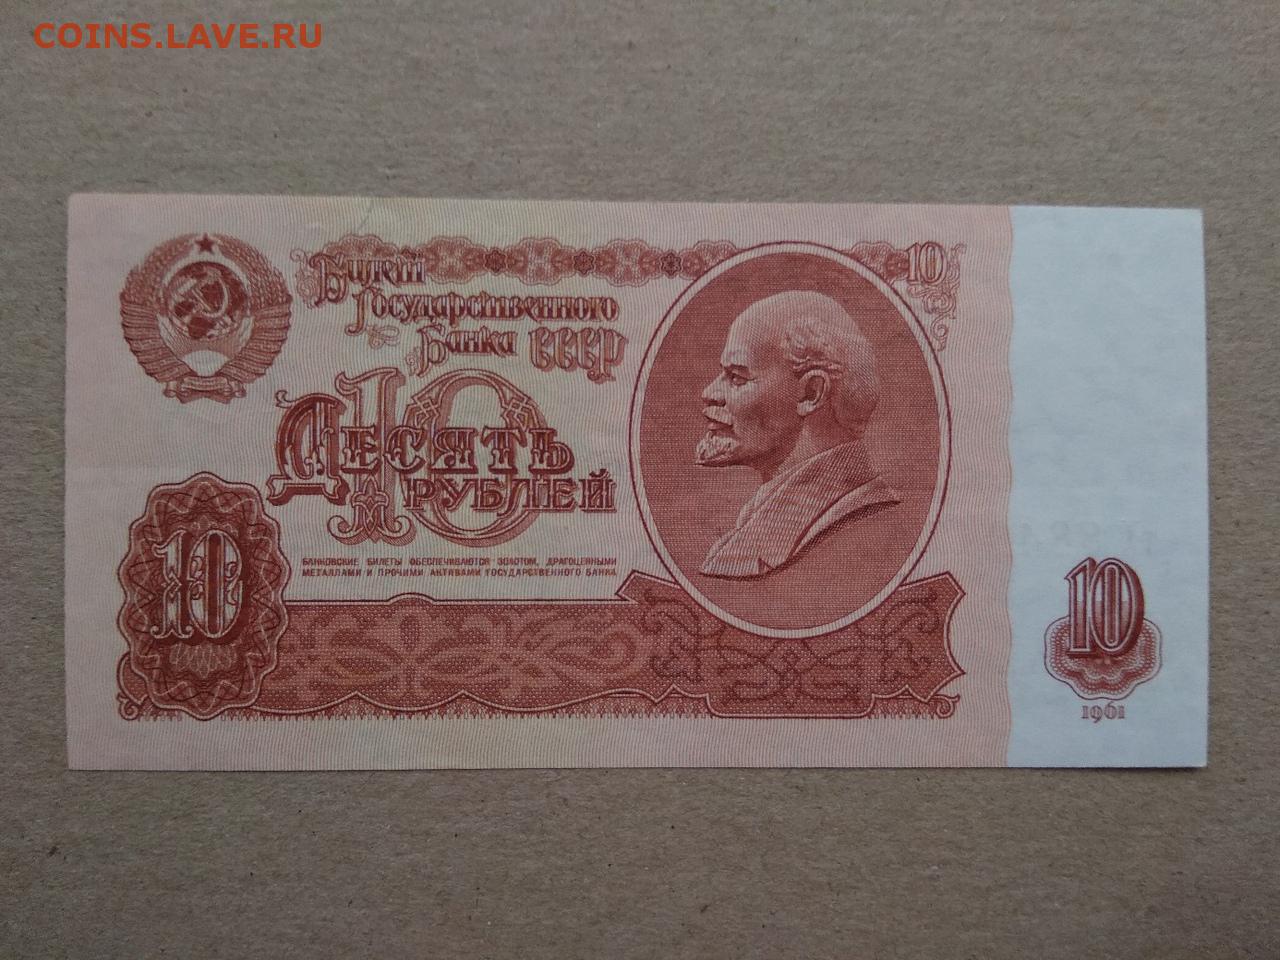 COINS.LAVE.RU
Билет
Государственного
Банка СССР
10
10
Десять
рублей
БАНКОВСКИЕ БИЛЕТЫ ОБЕСПЕЧИВАЮТСЯ ЗОЛОТОМ, ДРАГОЦЕННЫМИ
МЕТАЛЛАМИ И ПРОЧИМИ АКТИВАМИ ГОСУДАРСТВЕННОГО БАНКА
10
10
1961